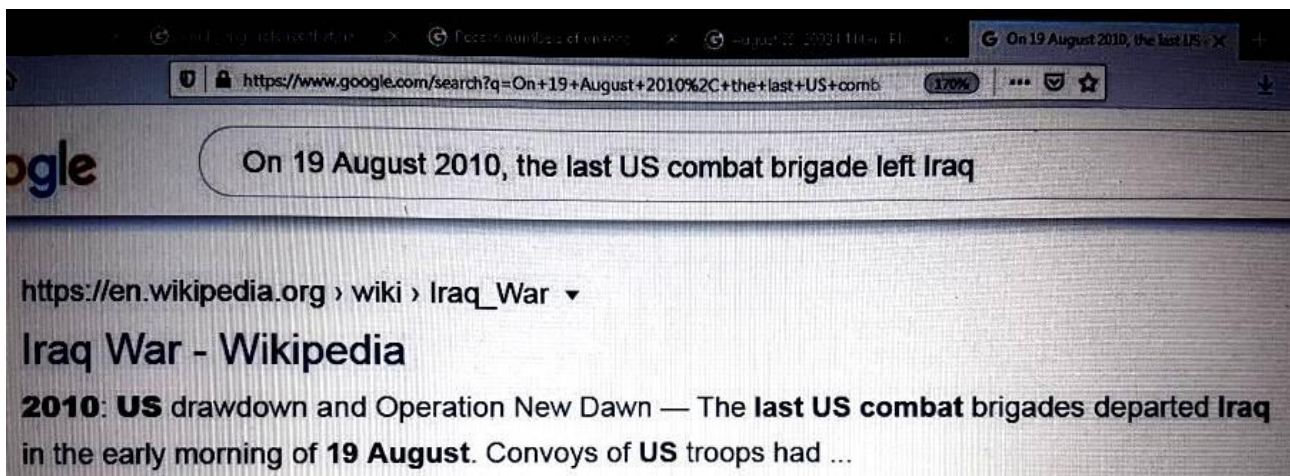 On 19 August 2010, the last US
https://www.google.com/search?q=On+19+August+2010%2C+the+last+US+comb 170%
ogle On 19 August 2010, the last US combat brigade left Iraq
https://en.wikipedia.org › wiki › Iraq_War
Iraq War - Wikipedia
2010: US drawdown and Operation New Dawn — The last US combat brigades departed Iraq
in the early morning of 19 August. Convoys of US troops had ...